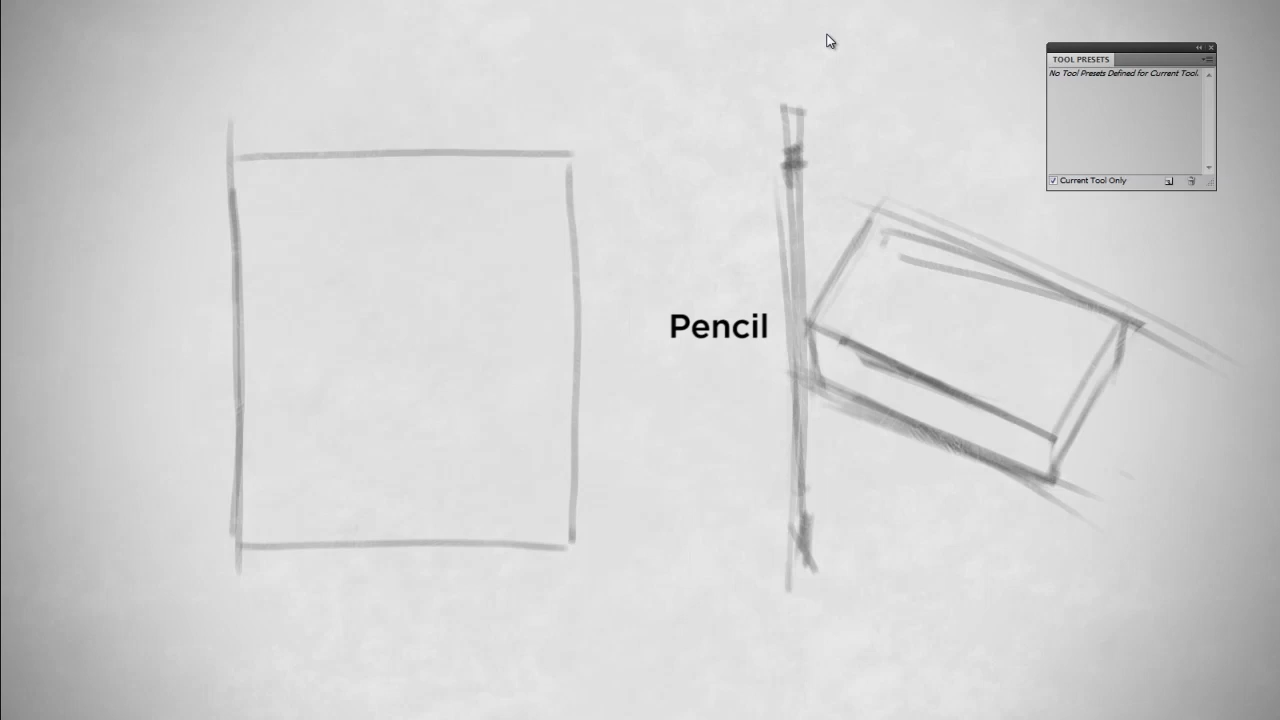 TOOL PRESETS
No Tool Presets Defined for Current Tool.
Current Tool Only
Pencil